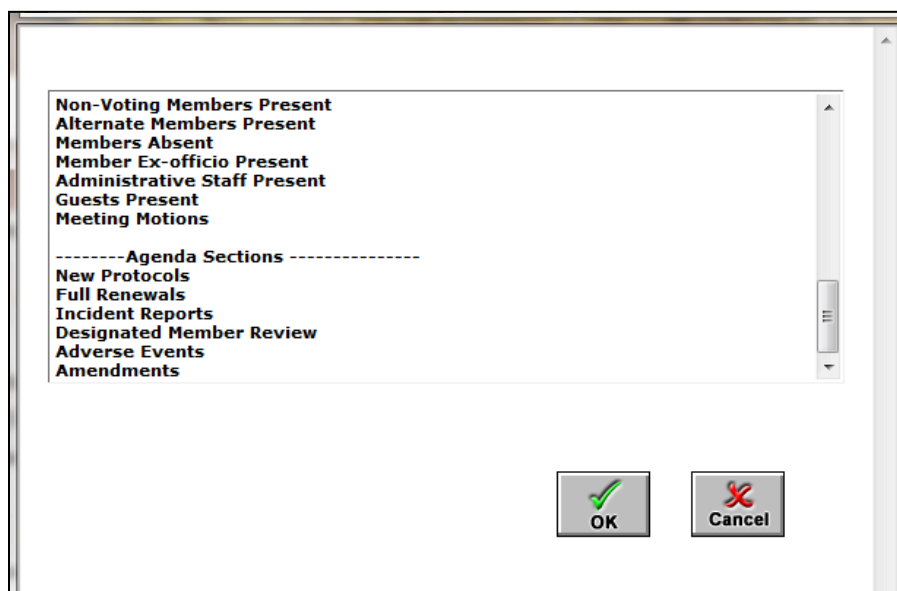 Non-Voting Members Present
Alternate Members Present
Members Absent
Member Ex-officio Present
Administrative Staff Present
Guests Present
Meeting Motions
--------Agenda Sections ---------------
New Protocols
Full Renewals
Incident Reports
Designated Member Review
Adverse Events
Amendments
OK
Cancel